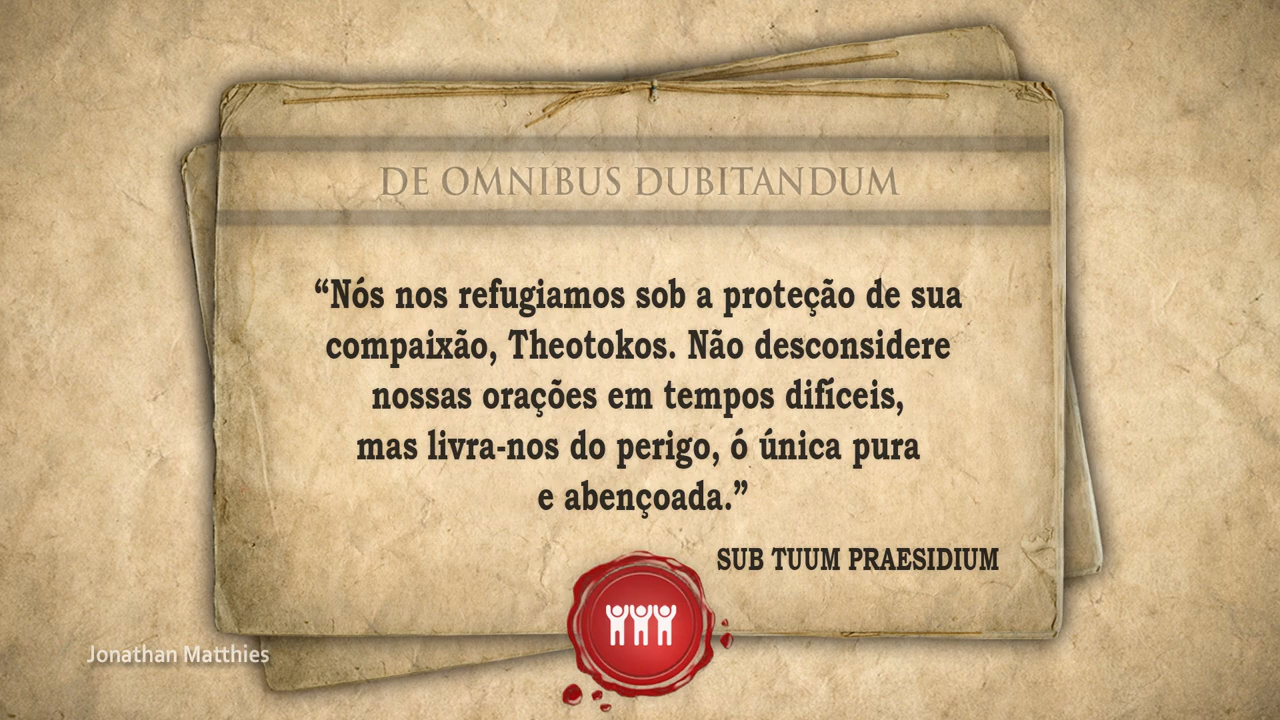 DE OMNIBUS DUBITANDUM
“Nós nos refugiamos sob a proteção de sua
compaixão, Theotokos. Não desconsidere
nossas orações em tempos difíceis,
mas livra-nos do perigo, ó única pura
e abençoada.”
SUB TUUM PRAESIDIUM
Jonathan Matthies